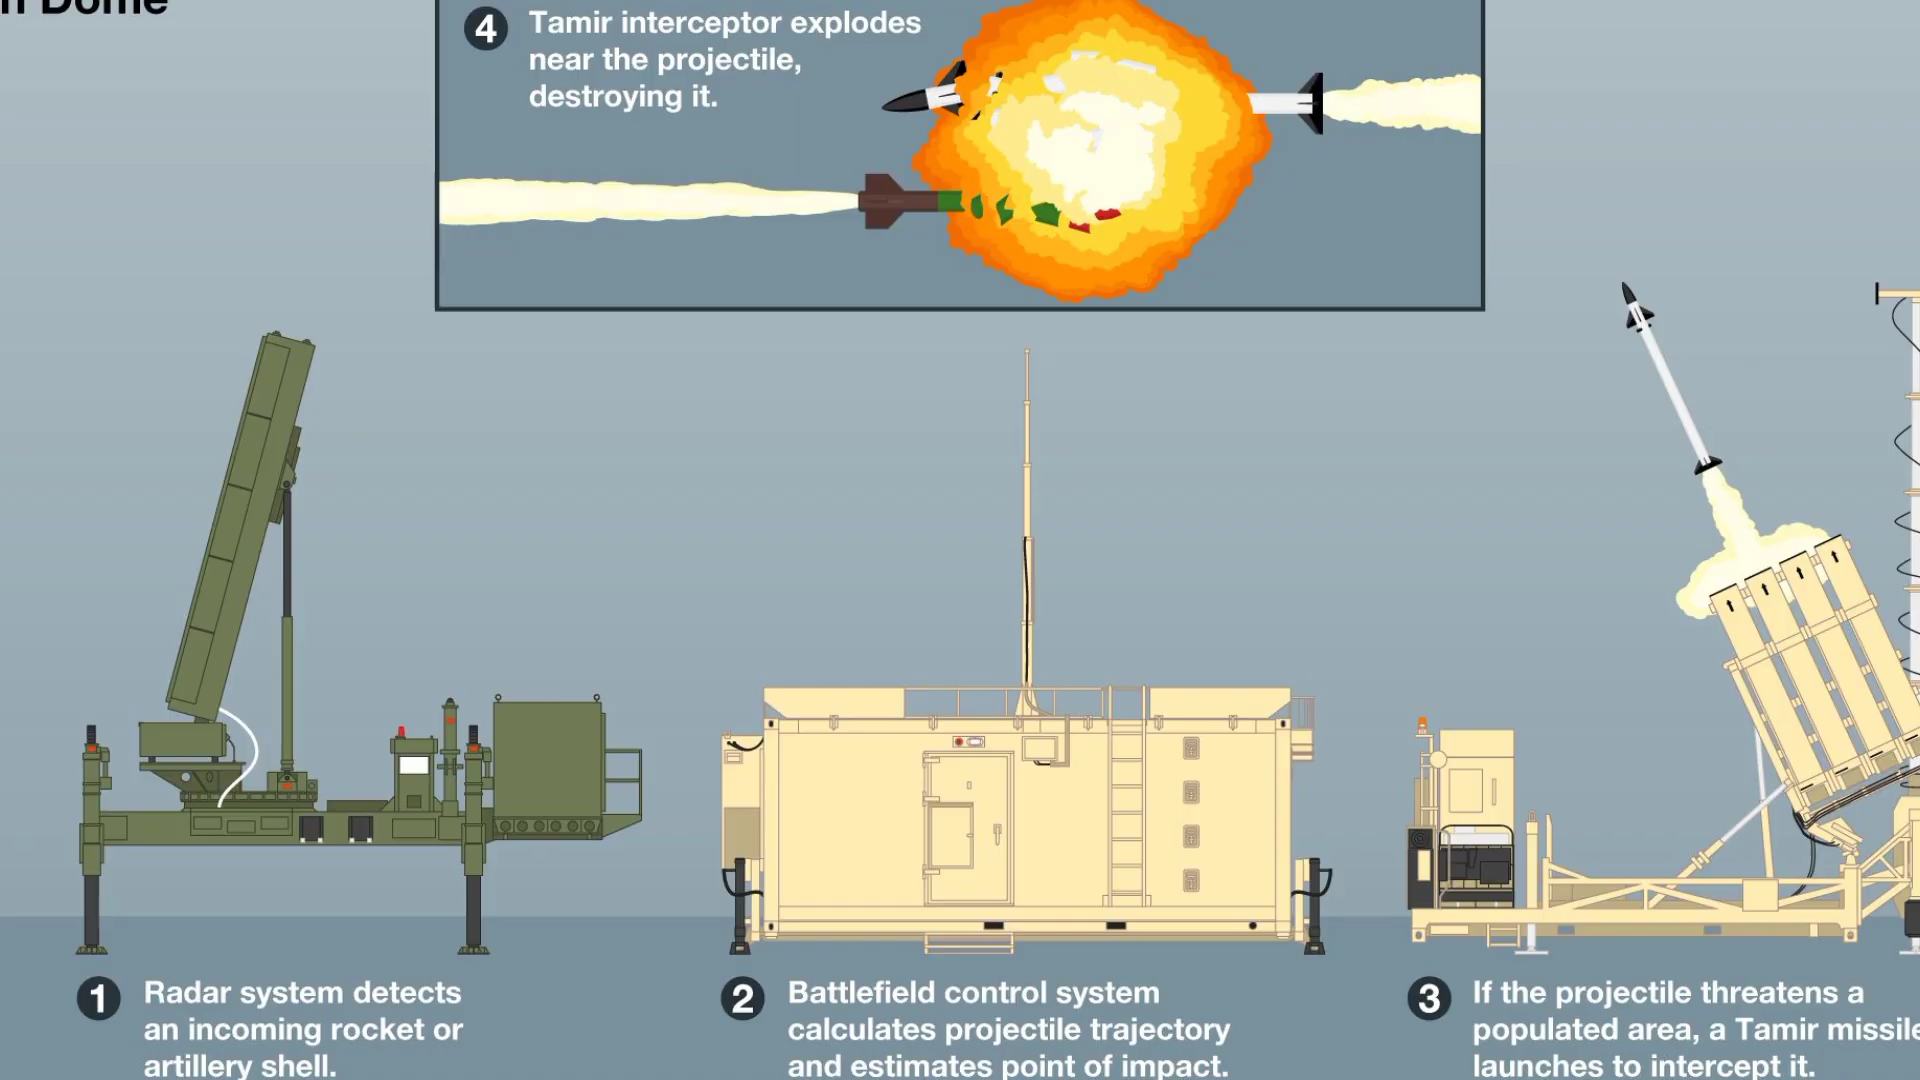 n Dome
4 Tamir interceptor explodes
near the projectile,
destroying it.
1 Radar system detects
an incoming rocket or
artillery shell.
2 Battlefield control system
calculates projectile trajectory
and estimates point of impact.
3 If the projectile threatens a
populated area, a Tamir missile
launches to intercept it.